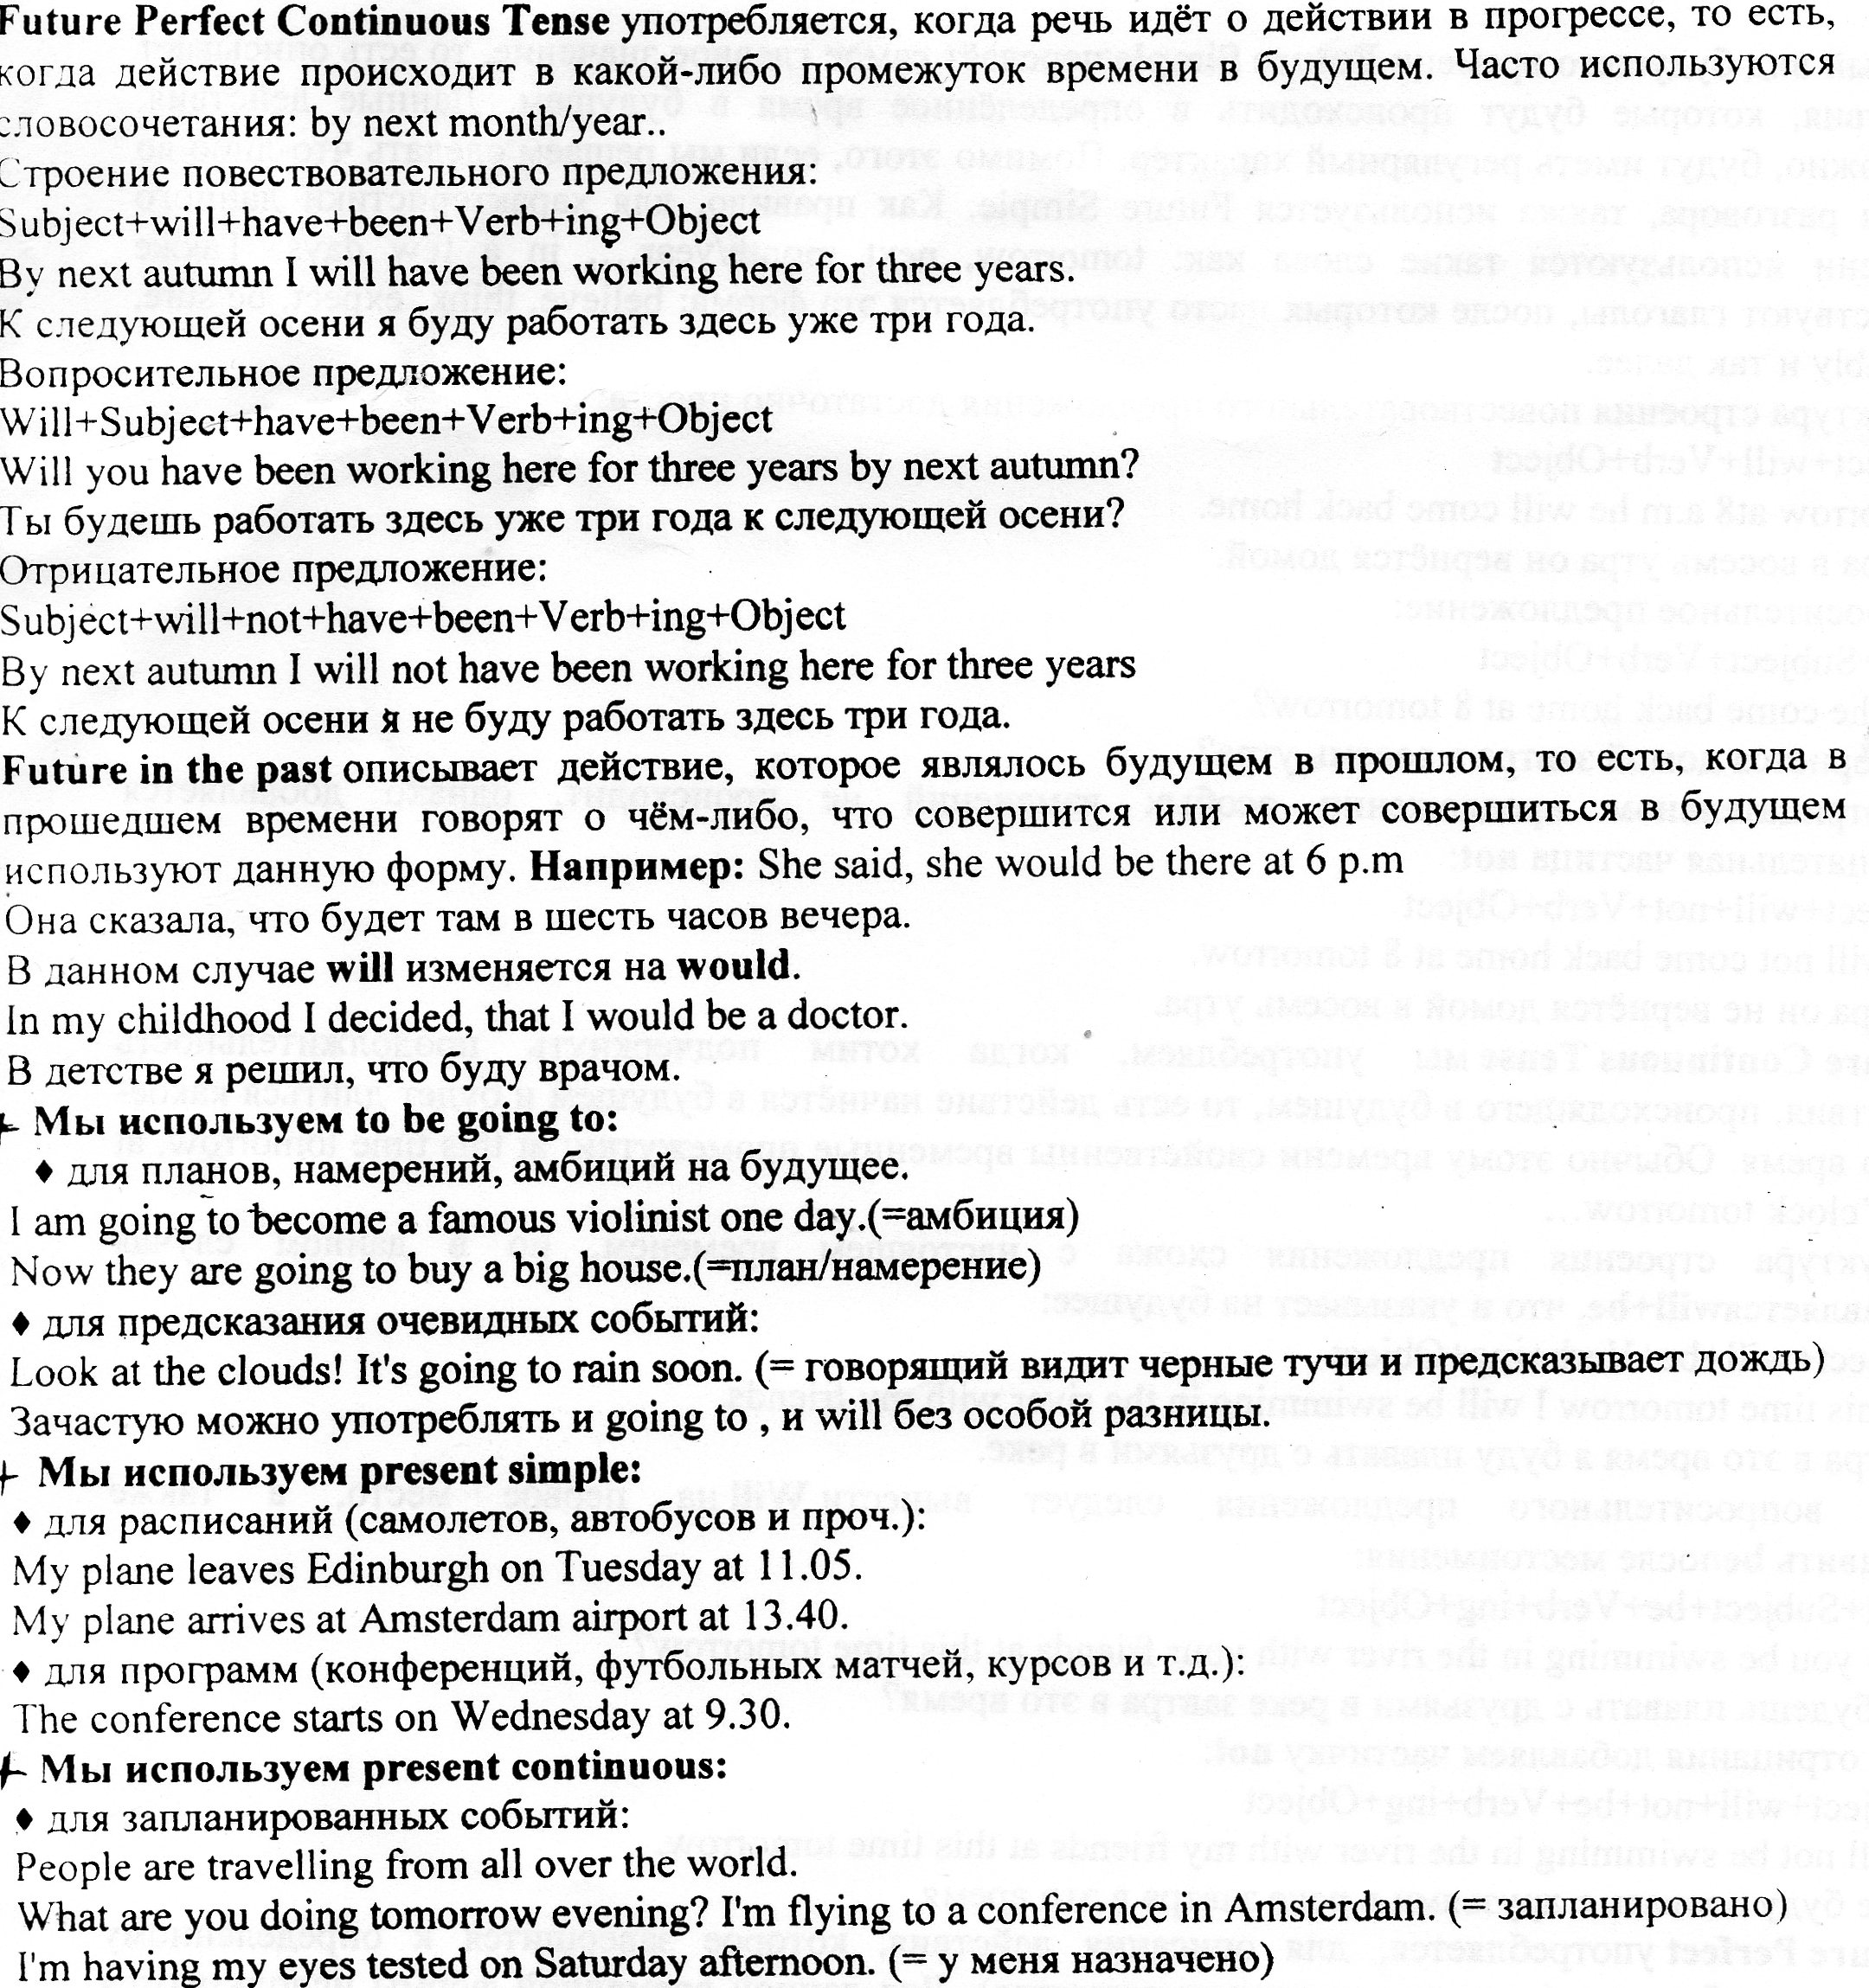 Future Perfect Continuous Tense употребляется, когда речь идёт о действии в прогрессе, то есть,
когда действие происходит в какой-либо промежуток времени в будущем. Часто используются
словосочетания: by next month/year..
Строение повествовательного предложения:
Subject+will+have+been+Verb+ing+Object
By next autumn I will have been working here for three years.
К следующей осени я буду работать здесь уже три года.
Вопросительное предложение:
Will+Subject+have+been+Verb+ing+Object
Will you have been working here for three years by next autumn?
Ты будешь работать здесь уже три года к следующей осени?
Отрицательное предложение:
Subject+will+not+have+been+Verb+ing+Object
By next autumn I will not have been working here for three years
К следующей осени я не буду работать здесь три года.
Future in the past описывает действие, которое являлось будущем в прошлом, то есть, когда в
прошедшем времени говорят о чём-либо, что совершится или может совершиться в будущем
используют данную форму. Например: She said, she would be there at 6 p.m
Она сказала, что будет там в шесть часов вечера.
В данном случае will изменяется на would.
In my childhood I decided, that I would be a doctor.
В детстве я решил, что буду врачом.
Мы используем to be going to:
♦ для планов, намерений, амбиций на будущее.
I am going to become a famous violinist one day.(=амбиция)
Now they are going to buy a big house.(=план/намерение)
♦ для предсказания очевидных событий:
Look at the clouds! It's going to rain soon. (= говорящий видит черные тучи и предсказывает дождь)
Зачастую можно употреблять и going to , и will без особой разницы.
Мы используем present simple:
♦ для расписаний (самолетов, автобусов и проч.):
My plane leaves Edinburgh on Tuesday at 11.05.
My plane arrives at Amsterdam airport at 13.40.
♦ для программ (конференций, футбольных матчей, курсов и т.д.):
The conference starts on Wednesday at 9.30.
Мы используем present continuous:
♦ для запланированных событий:
People are travelling from all over the world.
What are you doing tomorrow evening? I'm flying to a conference in Amsterdam. (= запланировано)
I'm having my eyes tested on Saturday afternoon. (= у меня назначено)